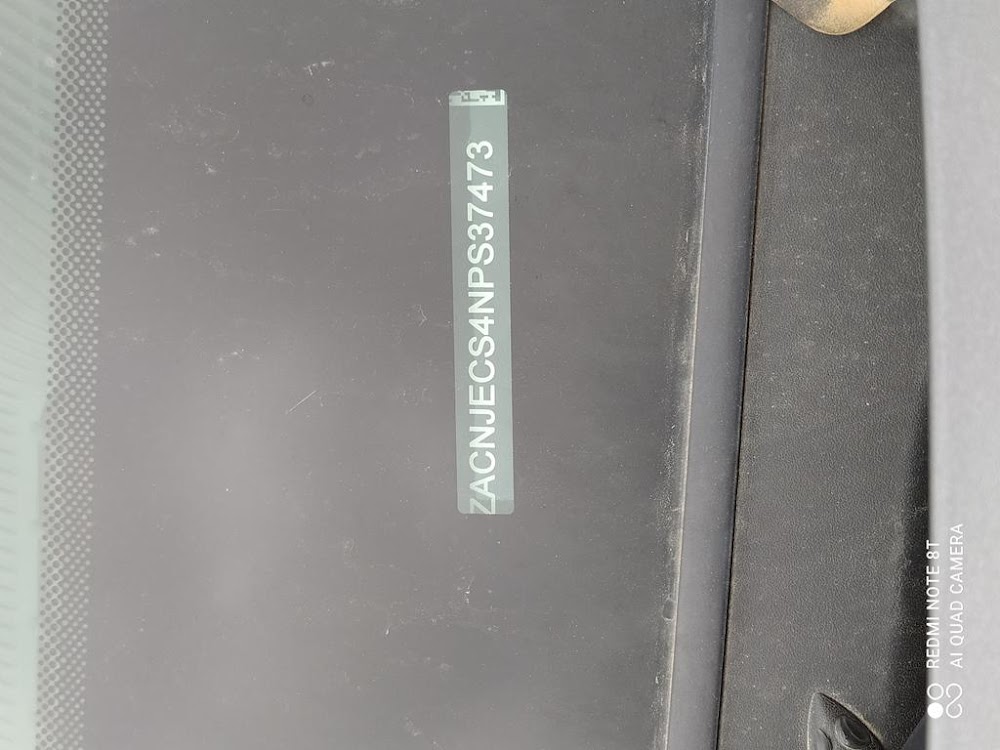 ZACNJECS4NPS37473
REDMI NOTE 8T
AI QUAD CAMERA